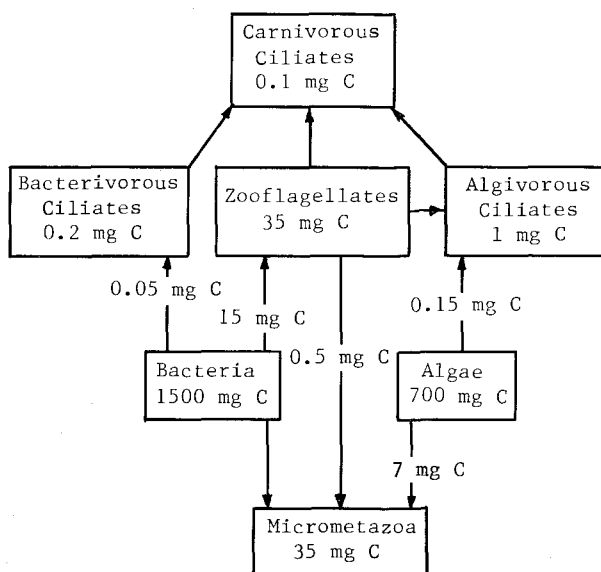 Carnivorous
Ciliates
0.1 mg C
Bacterivorous
Ciliates
0.2 mg C
Zooflagellates
35 mg C
Algivorous
Ciliates
1 mg C
0.05 mg C
15 mg C
0.5 mg C
0.15 mg C
Bacteria
1500 mg C
Algae
700 mg C
7 mg C
Micrometazoa
35 mg C